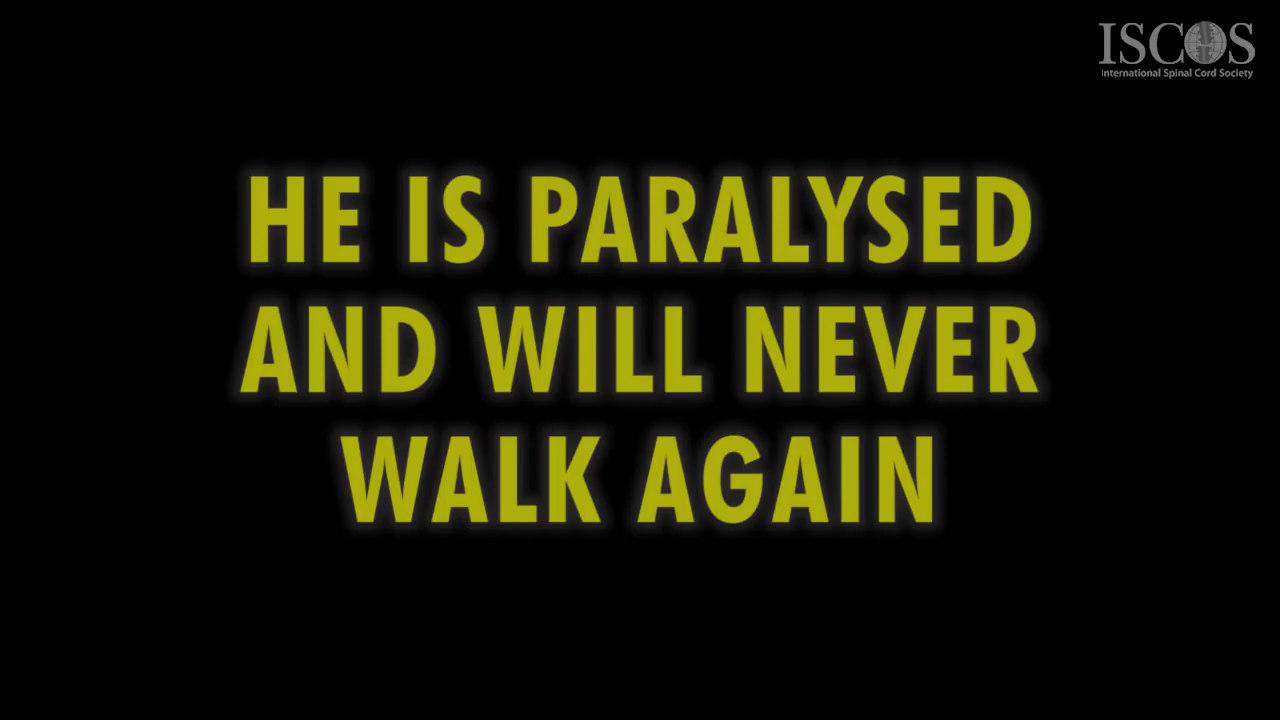 ISCOS
International Spinal Cord Society
HE IS PARALYSED
AND WILL NEVER
WALK AGAIN